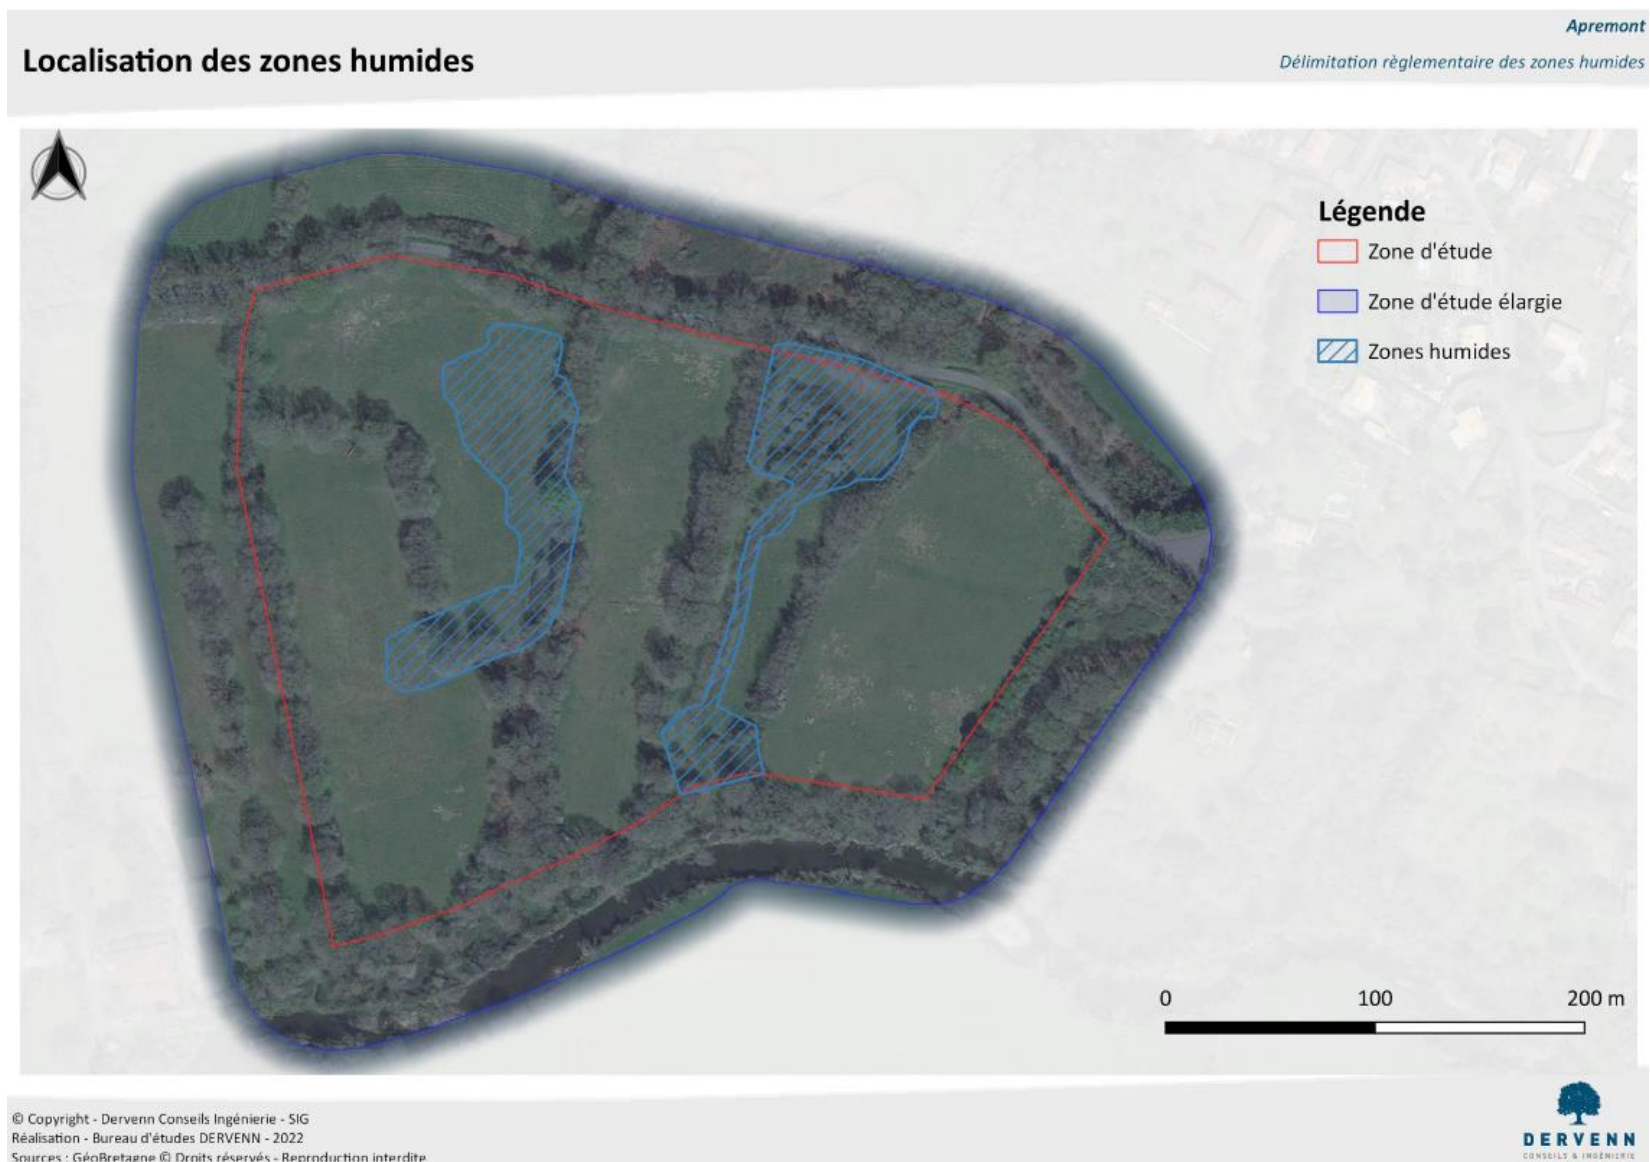 Apremont
Localisation des zones humides
Délimitation règlementaire des zones humides
Légende
Zone d'étude
Zone d'étude élargie
Zones humides
0 100 200 m
© Copyright - Dervenn Conseils Ingénierie - SIG
Réalisation - Bureau d'études DERVENN - 2022
Sources : GéoBretagne © Droits réservés - Reproduction interdite
DERVENN
CONSEILS & INGÉNIERIE